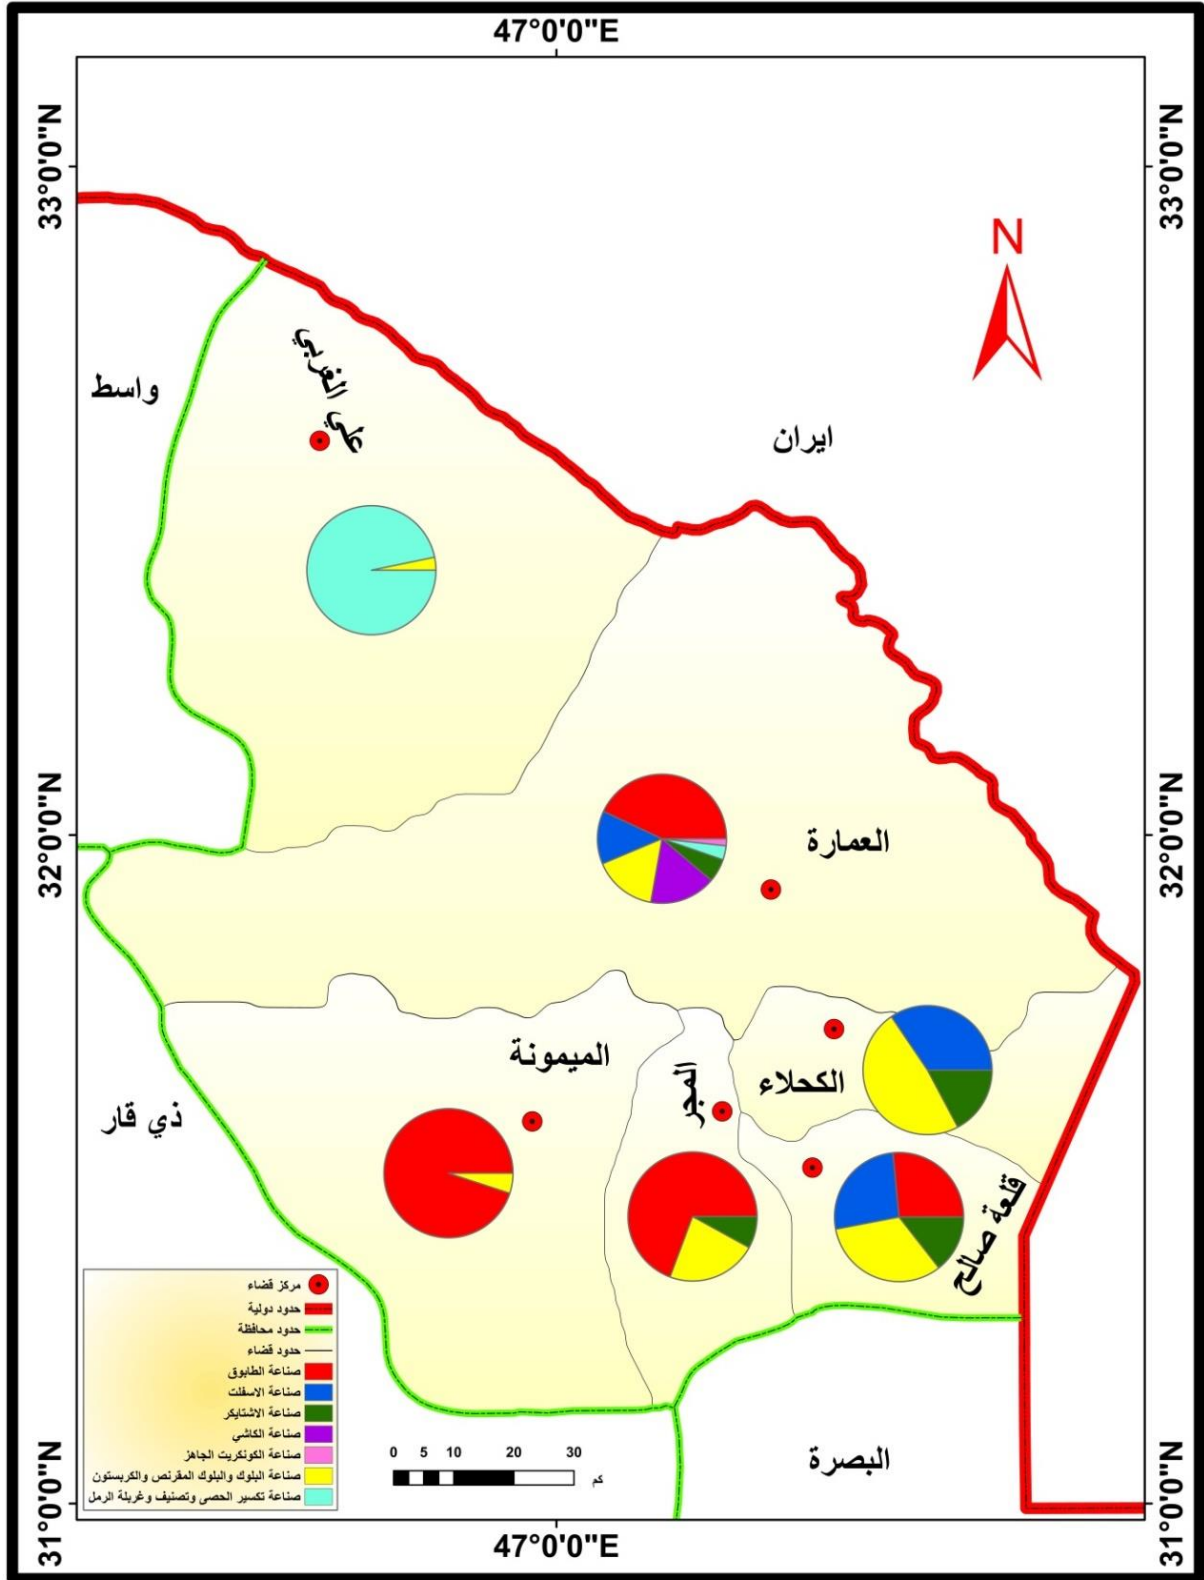 47°0'0"E
33°0'0"N
33°0'0"N
N
علي الغربي
واسط
ايران
32°0'0"N
32°0'0"N
العمارة
الميمونة
المجر
الكحلاء
ذي قار
قلعة صالح
مركز قضاء
حدود دولية
حدود محافظة
حدود قضاء
صناعة الطابوق
صناعة الاسفلت
صناعة الاشتايكر
صناعة الكاشي
صناعة الكونكريت الجاهز
صناعة البلوك والبلوك المقرنص والكربستون
صناعة تكسير الحصى وتصنيف وغربلة الرمل
0 5 10 20 30
كم
البصرة
31°0'0"N
31°0'0"N
47°0'0"E